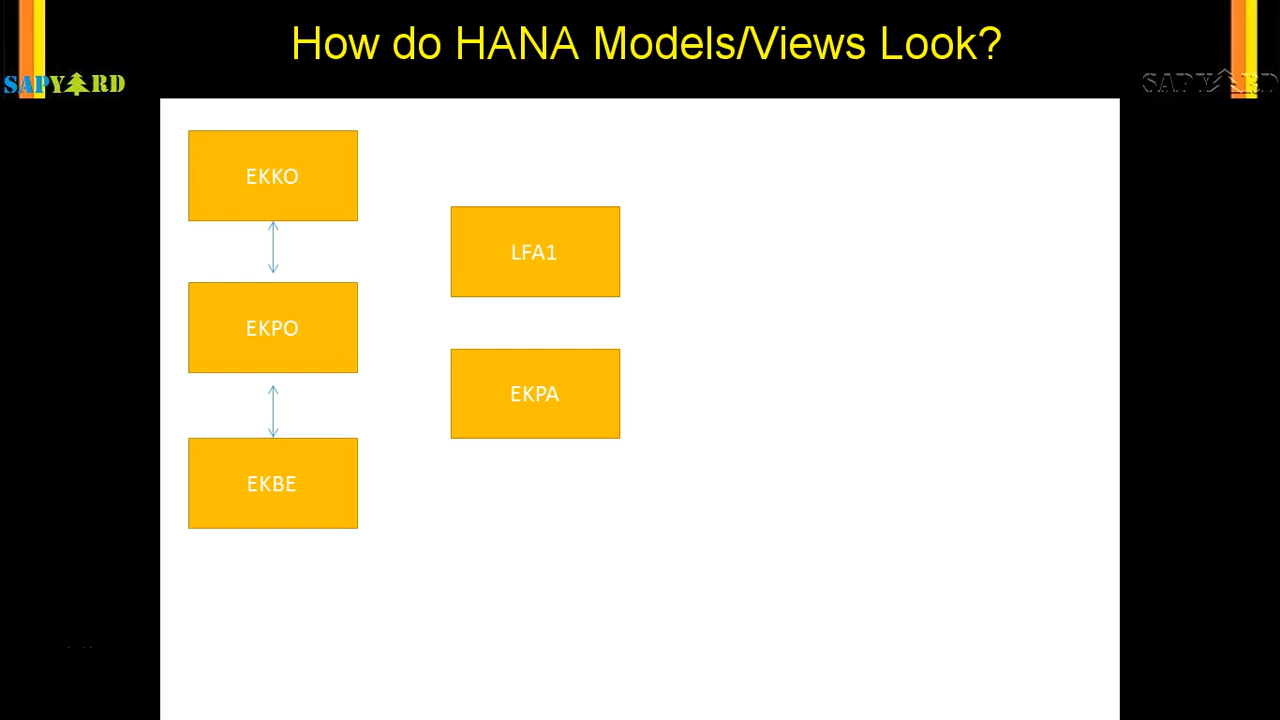 How do HANA Models/Views Look?
SAPYARD
SAPYARD
EKKO
LFA1
EKPO
EKPA
EKBE